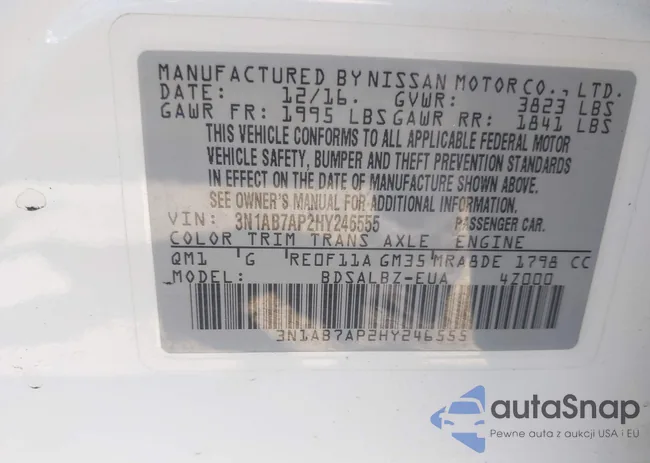 MANUFACTURED BY NISSAN MOTOR CO., LTD.
DATE: 12/16. GVWR: 3823 LBS
GAWR FR: 1995 LBS GAWR RR: 1841 LBS
THIS VEHICLE CONFORMS TO ALL APPLICABLE FEDERAL MOTOR
VEHICLE SAFETY, BUMPER AND THEFT PREVENTION STANDARDS
IN EFFECT ON THE DATE OF MANUFACTURE SHOWN ABOVE.
SEE OWNER'S MANUAL FOR ADDITIONAL INFORMATION
VIN: 3N1AB7AP2HY246555 PASSENGER CAR.
COLOR TRIM TRANS AXLE ENGINE
QM1 G RE0F11A GM35 MRA8DE 1798 CC
MODEL: BDSALBZ-EUA 4Z000
3N1AB7AP2HY246555
autaSnap
Pewne auta z aukcji USA i EU